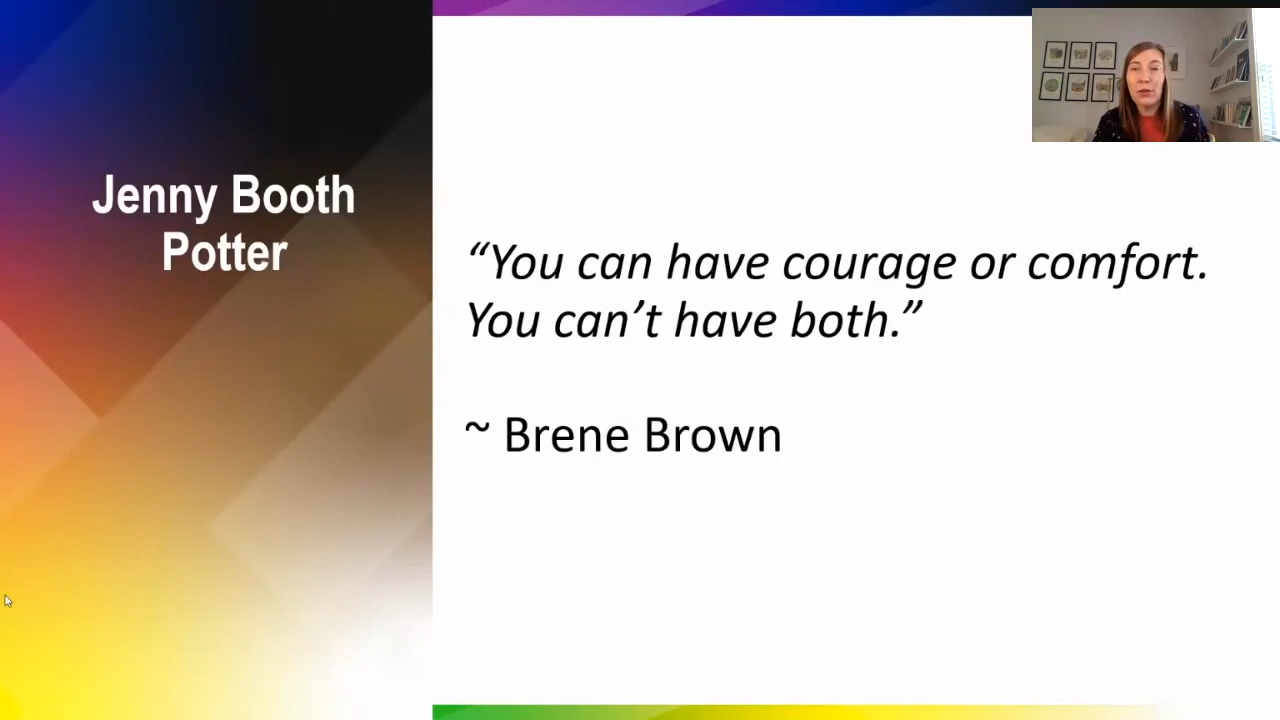 Jenny Booth
Potter
“You can have courage or comfort.
You can’t have both.”
~ Brene Brown